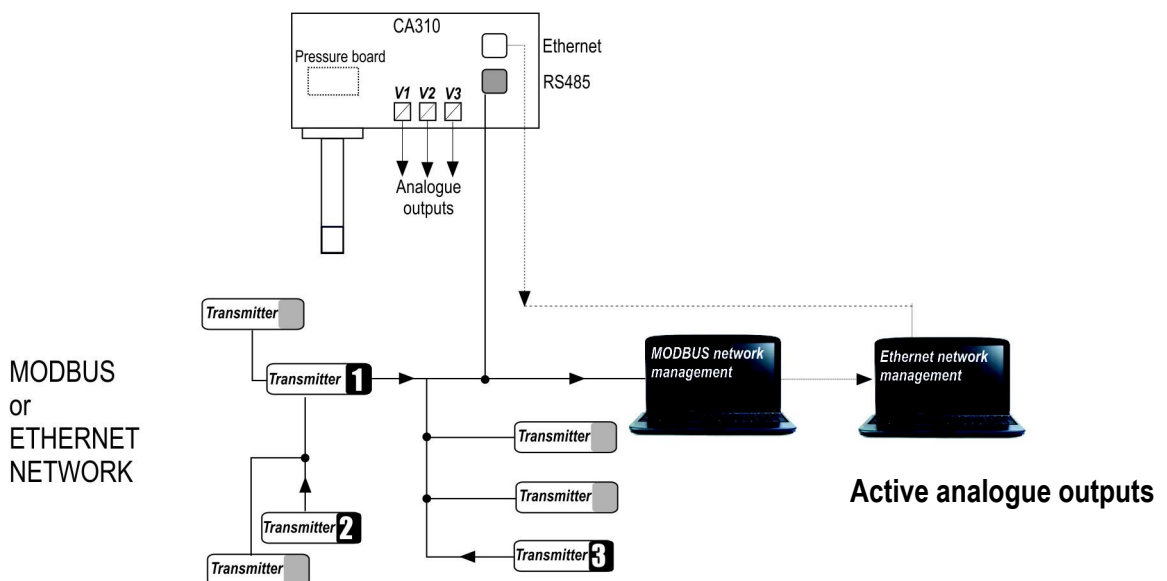 CA310
Pressure board
Ethernet
RS485
V1 V2 V3
Analogue
outputs
Transmitter
Transmitter 1
MODBUS
or
ETHERNET
NETWORK
MODBUS network
management
Ethernet network
management
Transmitter
Transmitter
Transmitter 2
Transmitter 3
Transmitter
Active analogue outputs